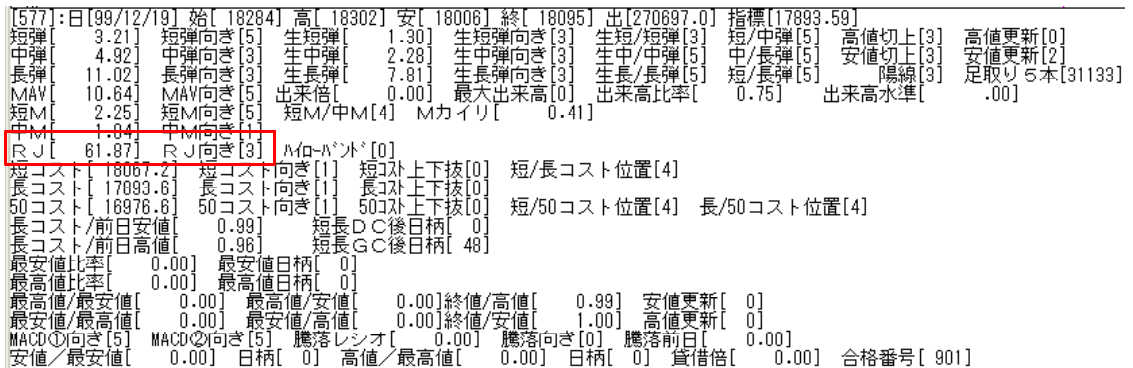 [577]:日[99/12/19] 始[ 18284] 高[ 18302] 安[ 18006] 終[ 18095] 出[270697.0] 指標[17893.59]
短弾[ 3.21] 短弾向き[5] 生短弾[ 1.30] 生短弾向き[3] 生短/短弾[3] 短/中弾[5] 高値切上[3] 高値更新[0]
中弾[ 4.92] 中弾向き[3] 生中弾[ 2.28] 生中弾向き[3] 生中/中弾[5] 中/長弾[5] 安値切上[3] 安値更新[2]
長弾[ 11.02] 長弾向き[3] 生長弾[ 7.81] 生長弾向き[3] 生長/長弾[5] 短/長弾[5] 陽線[3] 足取り5本[31133]
MAV[ 10.64] MAV向き[5] 出来倍[ 0.00] 最大出来高[0] 出来高比率[ 0.75] 出来高水準[ .00]
短M[ 2.25] 短M向き[5] 短M/中M[4] Mカイリ[ 0.41]
中M[ 1.84] 中M向き[1]
RJ[ 61.87] RJ向き[3] ハイローバンド[0]
短コスト[ 18067.2] 短コスト向き[1] 短コスト上下抜[0] 短/長コスト位置[4]
長コスト[ 17093.6] 長コスト向き[1] 長コスト上下抜[0]
50コスト[ 16976.6] 50コスト向き[1] 50コスト上下抜[0] 短/50コスト位置[4] 長/50コスト位置[4]
長コスト/前日安値[ 0.99] 短長DC後日柄[ 0]
長コスト/前日高値[ 0.96] 短長GC後日柄[ 48]
最安値比率[ 0.00] 最安値日柄[ 0]
最高値比率[ 0.00] 最高値日柄[ 0]
最高値/最安値[ 0.00] 最高値/安値[ 0.00]終値/高値[ 0.99] 安値更新[ 0]
最安値/最高値[ 0.00] 最安値/高値[ 0.00]終値/安値[ 1.00] 高値更新[ 0]
MACD①向き[5] MACD②向き[5] 騰落レシオ[ 0.00] 騰落向き[0] 騰落前日[ 0.00]
安値/最安値[ 0.00] 日柄[ 0] 高値/最高値[ 0.00] 日柄[ 0] 貸借倍[ 0.00] 合格番号[ 901]